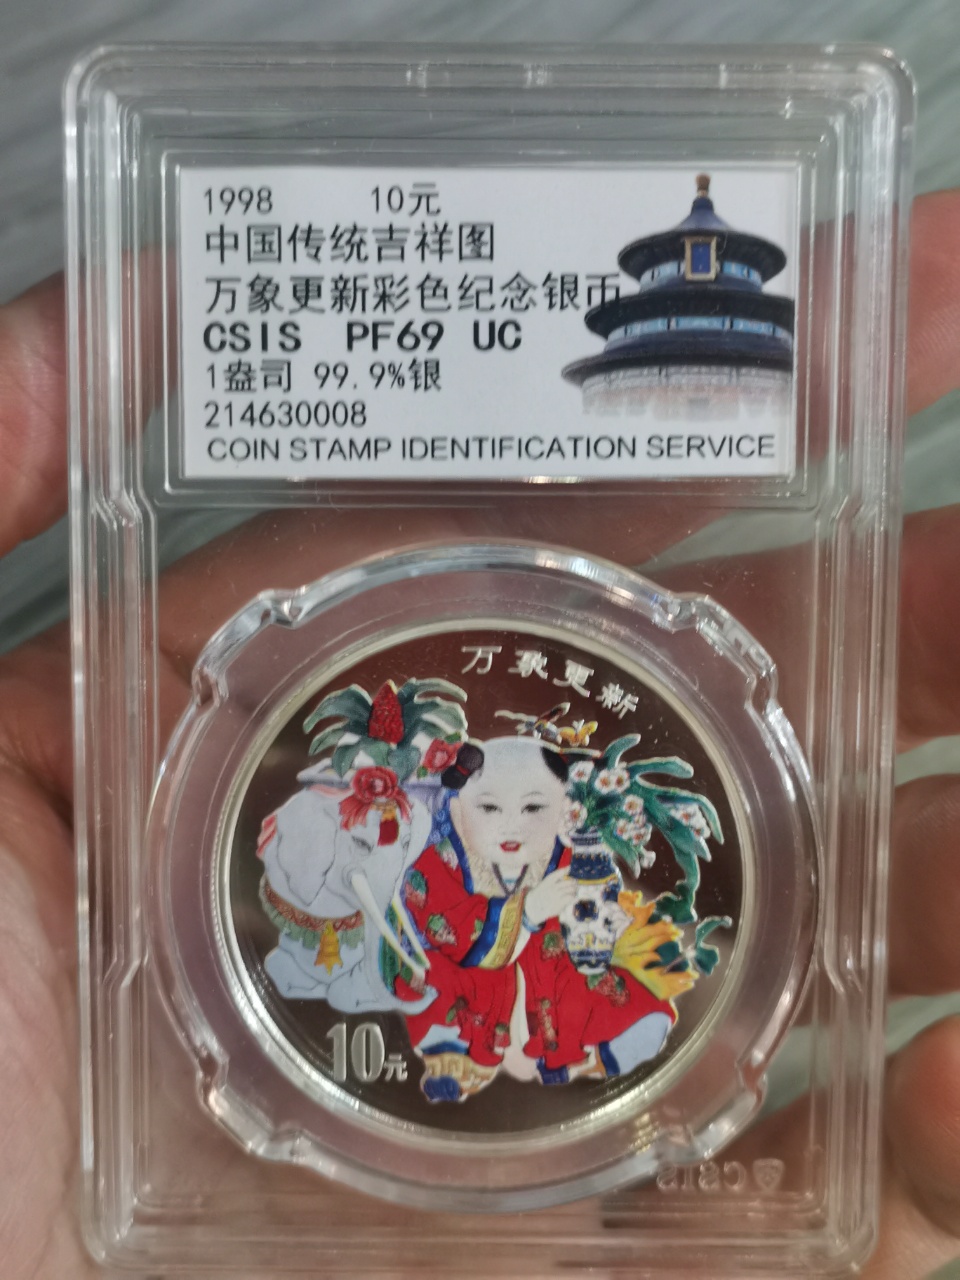 1998 10元
中国传统吉祥图
万象更新彩色纪念银币
CSIS PF69 UC
1盎司 99.9%银
214630008
COIN STAMP IDENTIFICATION SERVICE
万象更新
10元